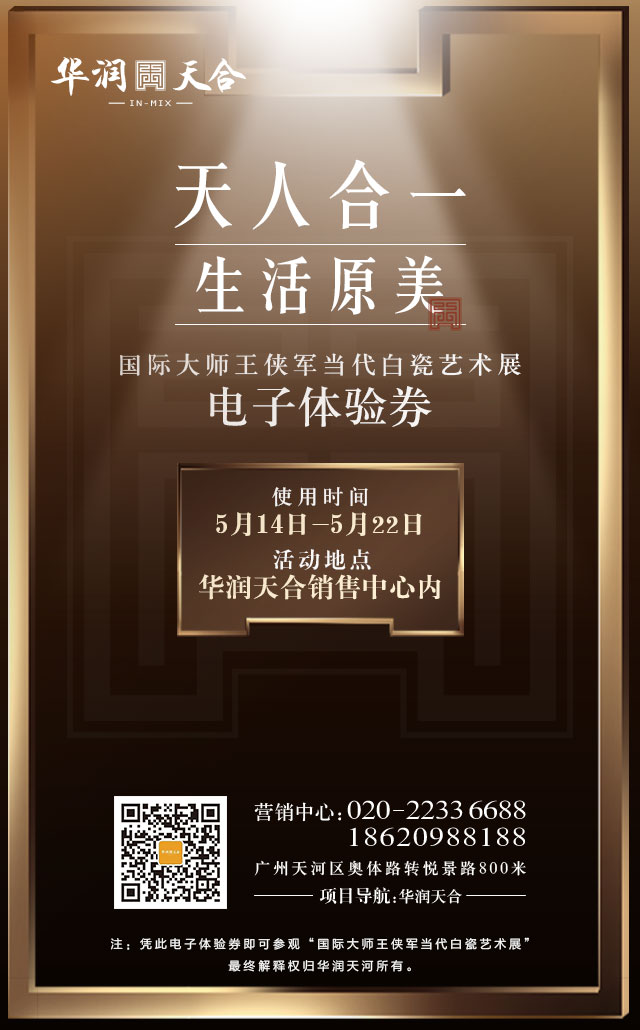 华润 天合
IN-MIX
天人合一
生活原美
国际大师王侠军当代白瓷艺术展
电子体验券
使用时间
5月14日—5月22日
活动地点
华润天合销售中心内
营销中心:020-2233 6688
18620988188
广州天河区奥体路转悦景路800米
项目导航:华润天合
注：凭此电子体验券即可参观“国际大师王侠军当代白瓷艺术展”
最终解释权归华润天河所有。